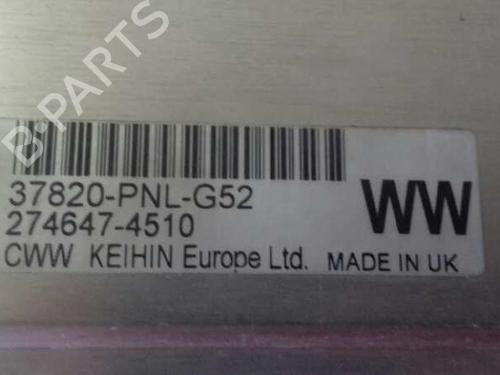 B-PARTS
37820-PNL-G52
WW
274647-4510
CWW KEIHIN Europe Ltd. MADE IN UK